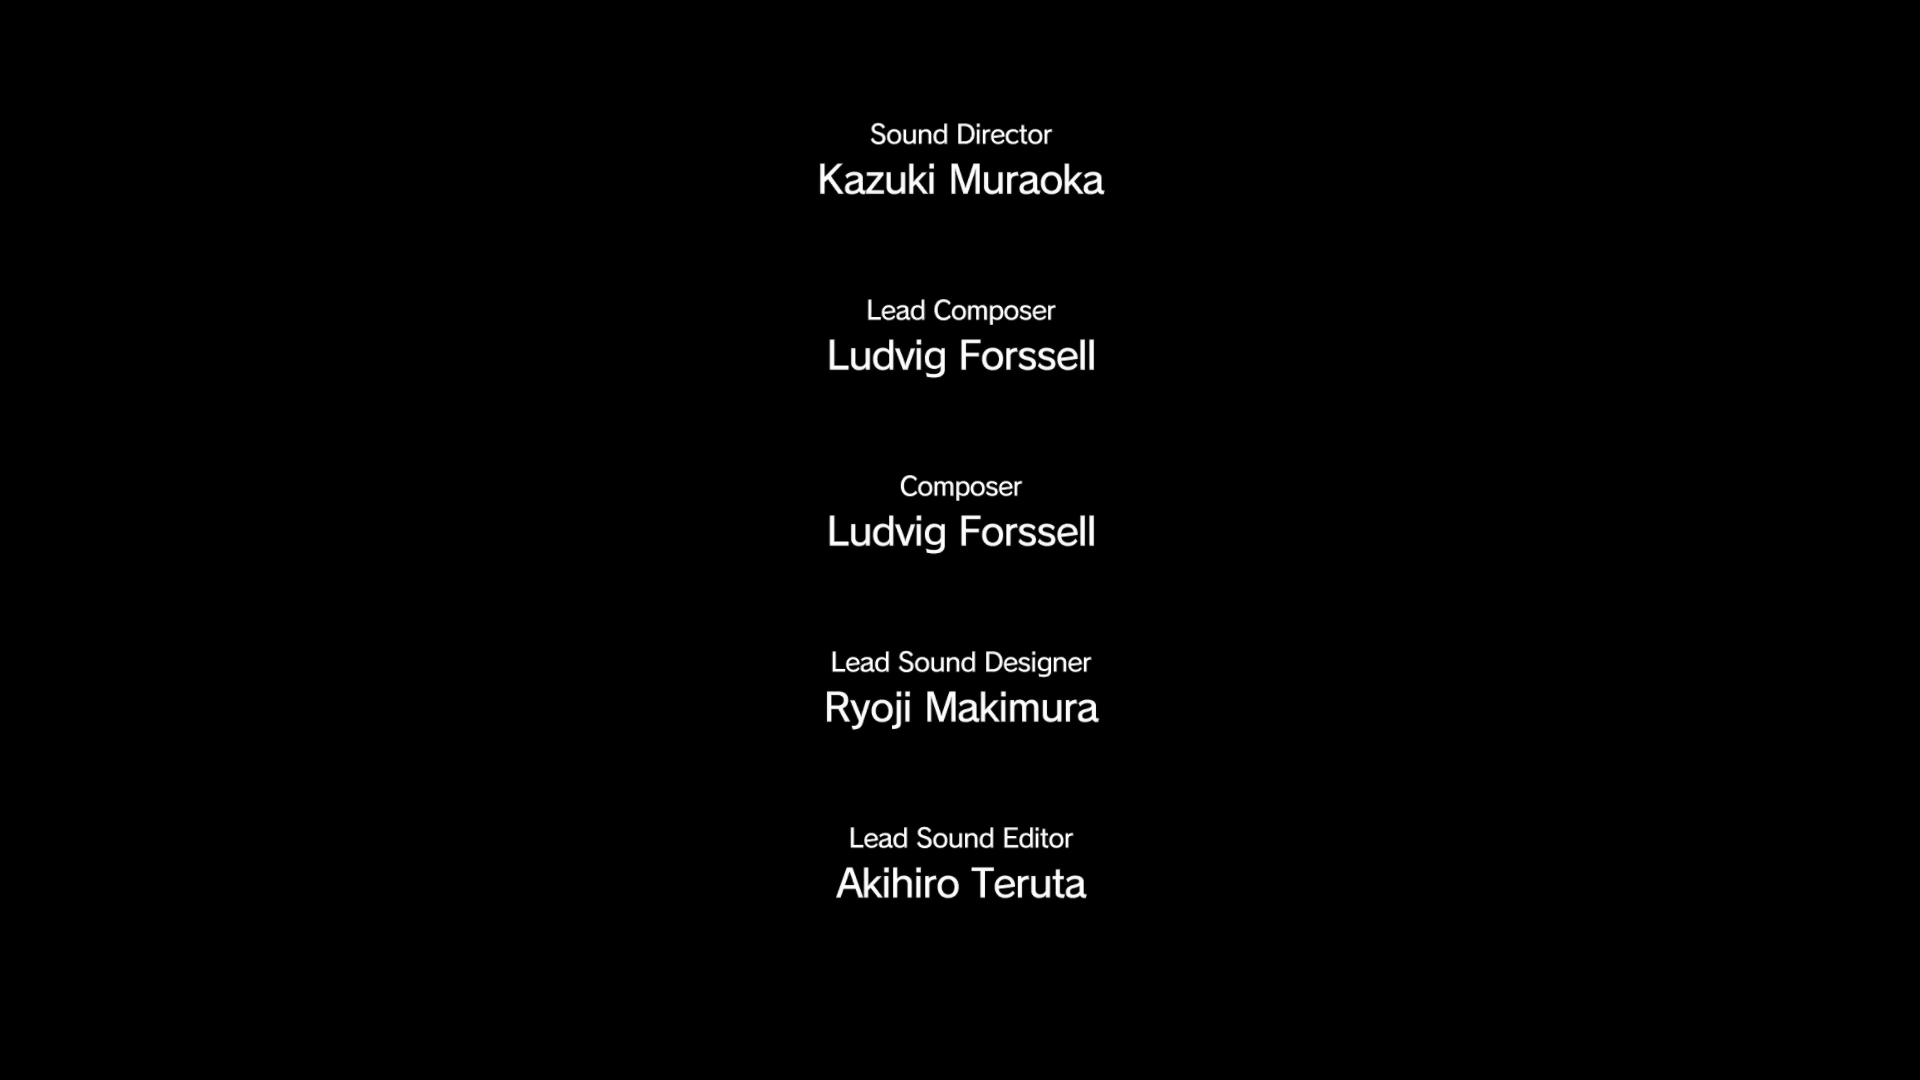 Sound Director
Kazuki Muraoka
Lead Composer
Ludvig Forssell
Composer
Ludvig Forssell
Lead Sound Designer
Ryoji Makimura
Lead Sound Editor
Akihiro Teruta